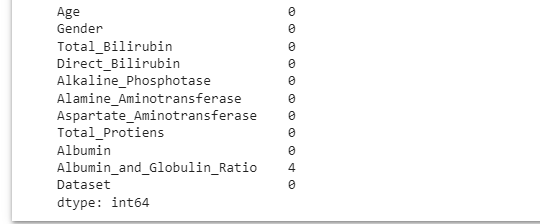 Age 0
Gender 0
Total_Bilirubin 0
Direct_Bilirubin 0
Alkaline_Phosphotase 0
Alamine_Aminotransferase 0
Aspartate_Aminotransferase 0
Total_Protiens 0
Albumin 0
Albumin_and_Globulin_Ratio 4
Dataset 0
dtype: int64